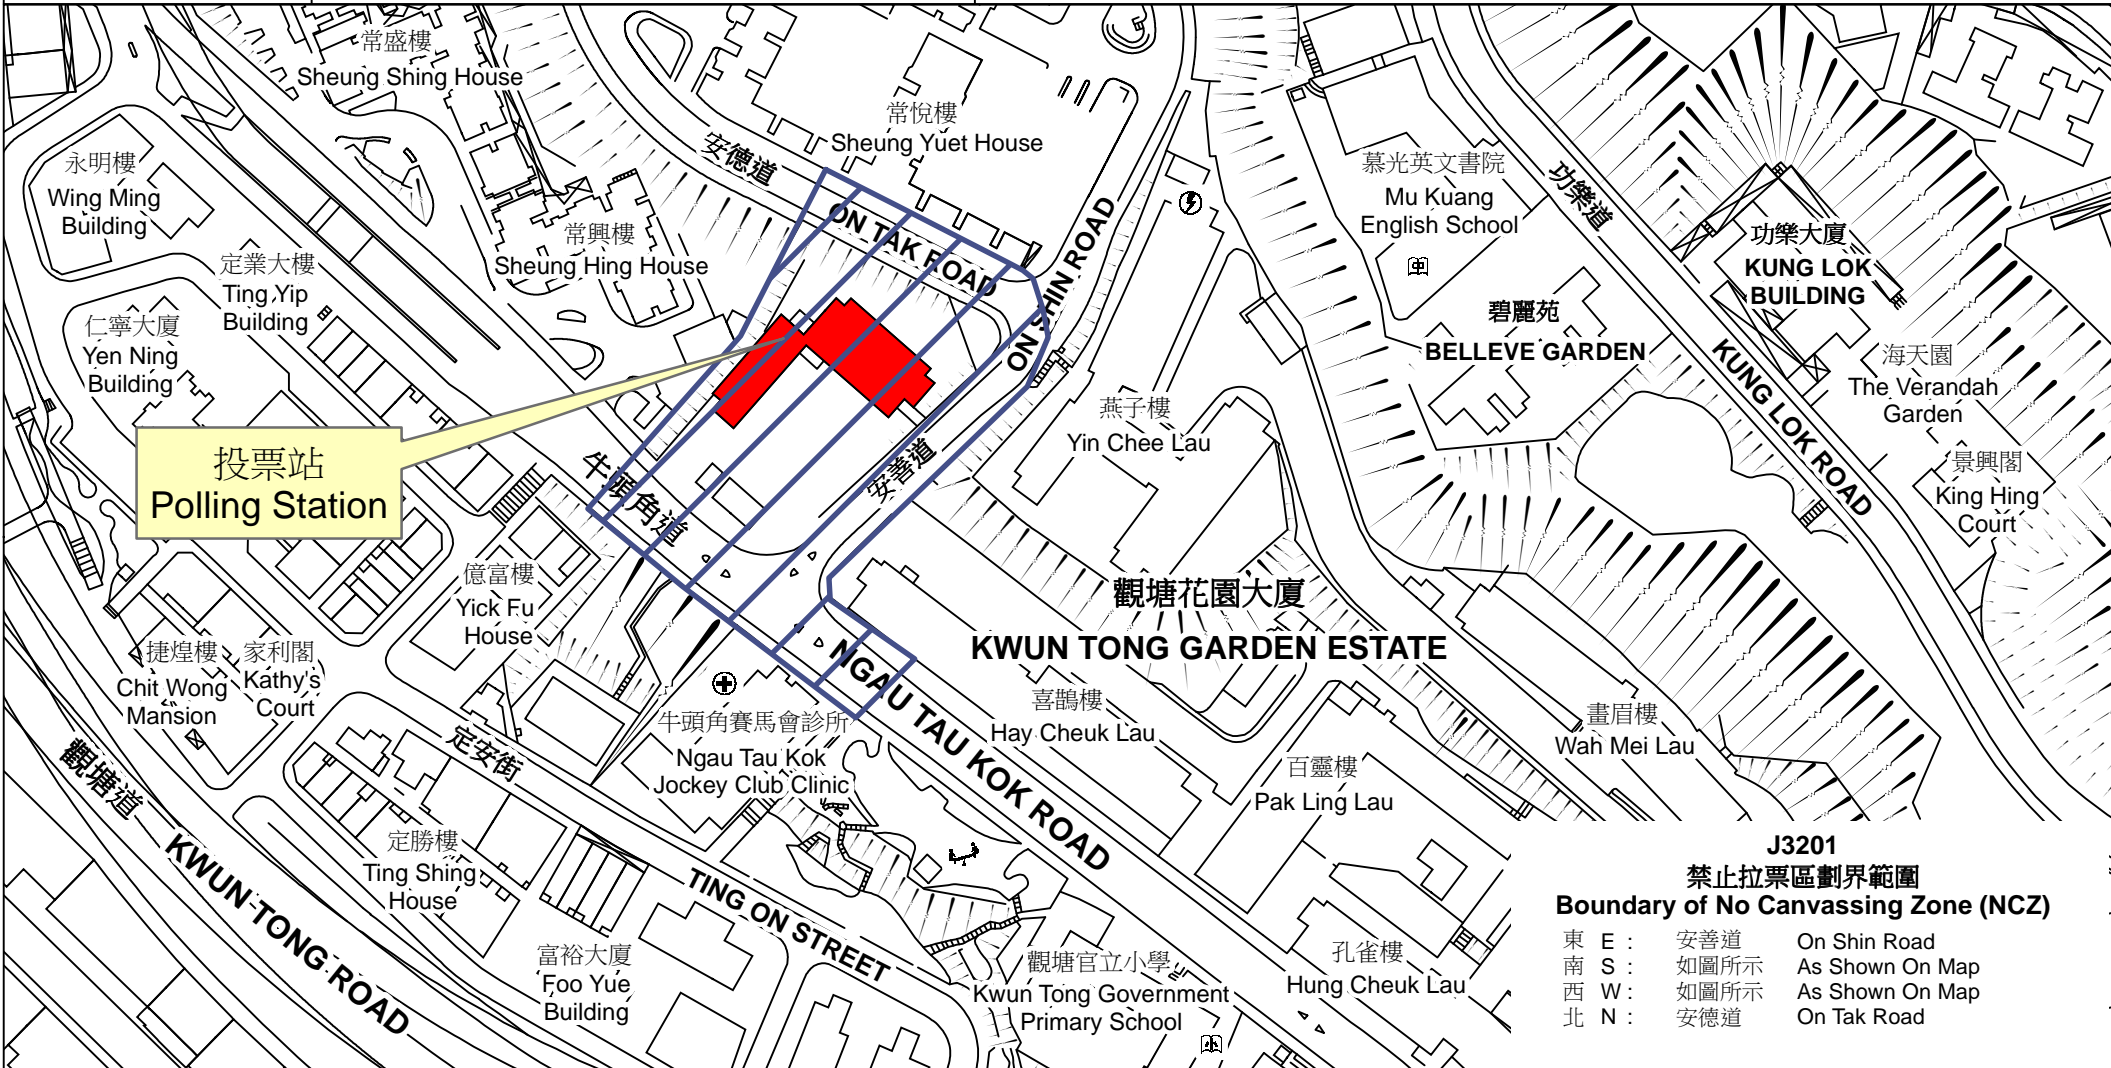 常盛樓
Sheung Shing House
常悅樓
Sheung Yuet House
安德道
ON TAK ROAD
永明樓
Wing Ming
Building
常興樓
Sheung Hing House
定業大樓
Ting Yip
Building
仁寧大廈
Yen Ning
Building
ON SHIN ROAD
安善道
慕光英文書院
Mu Kuang
English School
功樂道
KUNG LOK ROAD
功樂大廈
KUNG LOK
BUILDING
碧麗苑
BELLEVE GARDEN
海天園
The Verandah
Garden
景興閣
King Hing
Court
燕子樓
Yin Chee Lau
投票站
Polling Station
牛頭角道
NGAU TAU KOK ROAD
億富樓
Yick Fu
House
觀塘花園大廈
KWUN TONG GARDEN ESTATE
捷煌樓
Chit Wong
Mansion
家利閣
Kathy's
Court
牛頭角賽馬會診所
Ngau Tau Kok
Jockey Club Clinic
喜鵲樓
Hay Cheuk Lau
畫眉樓
Wah Mei Lau
百靈樓
Pak Ling Lau
觀塘道
KWUN TONG ROAD
定安街
TING ON STREET
定勝樓
Ting Shing
House
富裕大廈
Foo Yue
Building
觀塘官立小學
Kwun Tong Government
Primary School
孔雀樓
Hung Cheuk Lau
J3201
禁止拉票區劃界範圍
Boundary of No Canvassing Zone (NCZ)
東 E : 安善道 On Shin Road
南 S : 如圖所示 As Shown On Map
西 W : 如圖所示 As Shown On Map
北 N : 安德道 On Tak Road